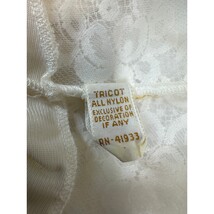 TRICOT
ALL NYLON
EXCLUSIVE OF
DECORATION
IF ANY
RN-41933